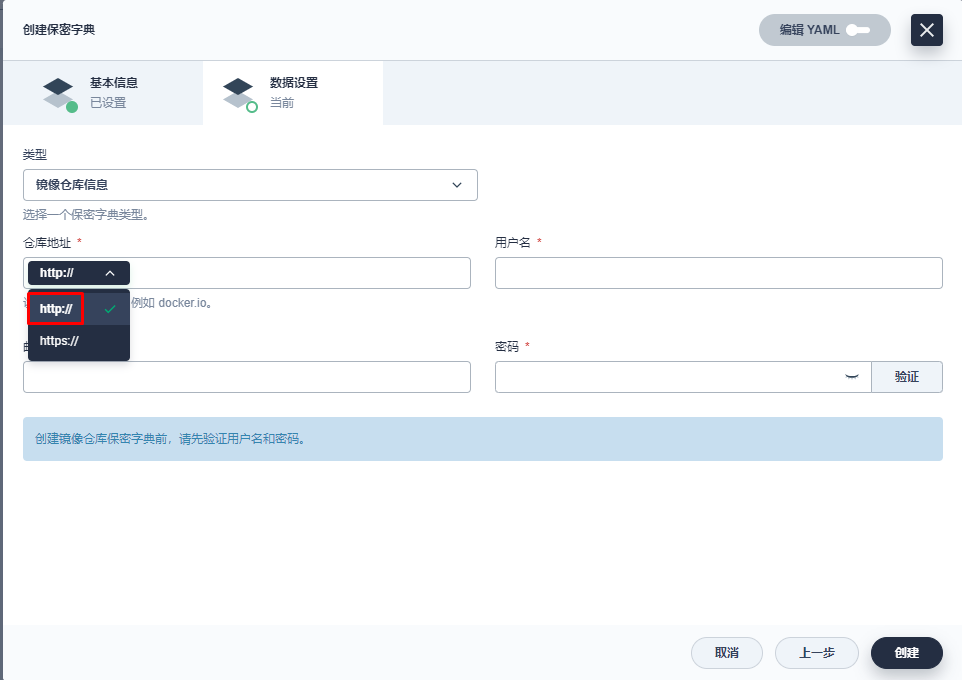 创建保密字典
编辑 YAML
基本信息
已设置
数据设置
当前
类型
镜像仓库信息
选择一个保密字典类型。
仓库地址 *
用户名 *
http://
例如 docker.io。
http://
https://
密码 *
验证
创建镜像仓库保密字典前，请先验证用户名和密码。
取消
上一步
创建